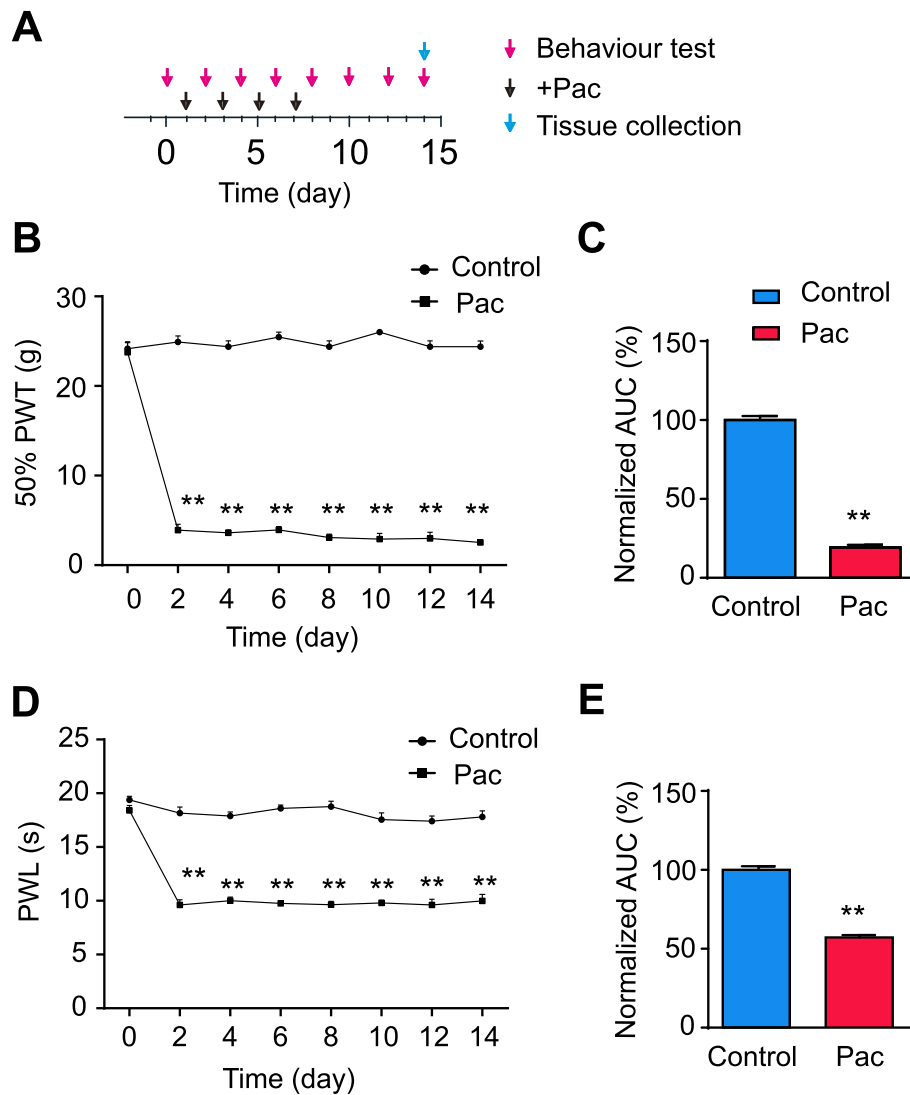 A
Behaviour test
+Pac
Tissue collection
0 5 10 15
Time (day)
B
Control
Pac
30
20
10
0
50% PWT (g)
** ** ** ** ** ** **
0 2 4 6 8 10 12 14
Time (day)
C
Control
Pac
150
100
50
0
Normalized AUC (%)
**
Control Pac
D
Control
Pac
25
20
15
10
5
0
PWL (s)
** ** ** ** ** ** **
0 2 4 6 8 10 12 14
Time (day)
E
150
100
50
0
Normalized AUC (%)
**
Control Pac